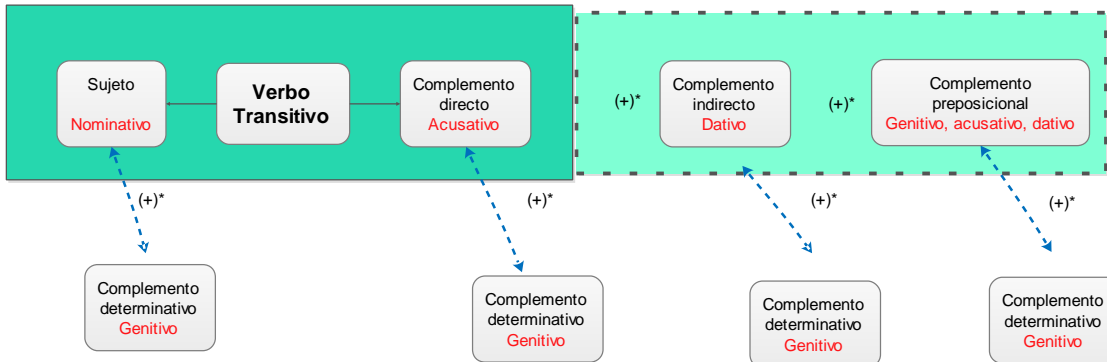 Sujeto
Nominativo
Verbo
Transitivo
Complemento
directo
Acusativo
(+)*
Complemento
indirecto
Dativo
(+)*
Complemento
preposicional
Genitivo, acusativo, dativo
(+)*
(+)*
(+)*
(+)*
Complemento
determinativo
Genitivo
Complemento
determinativo
Genitivo
Complemento
determinativo
Genitivo
Complemento
determinativo
Genitivo